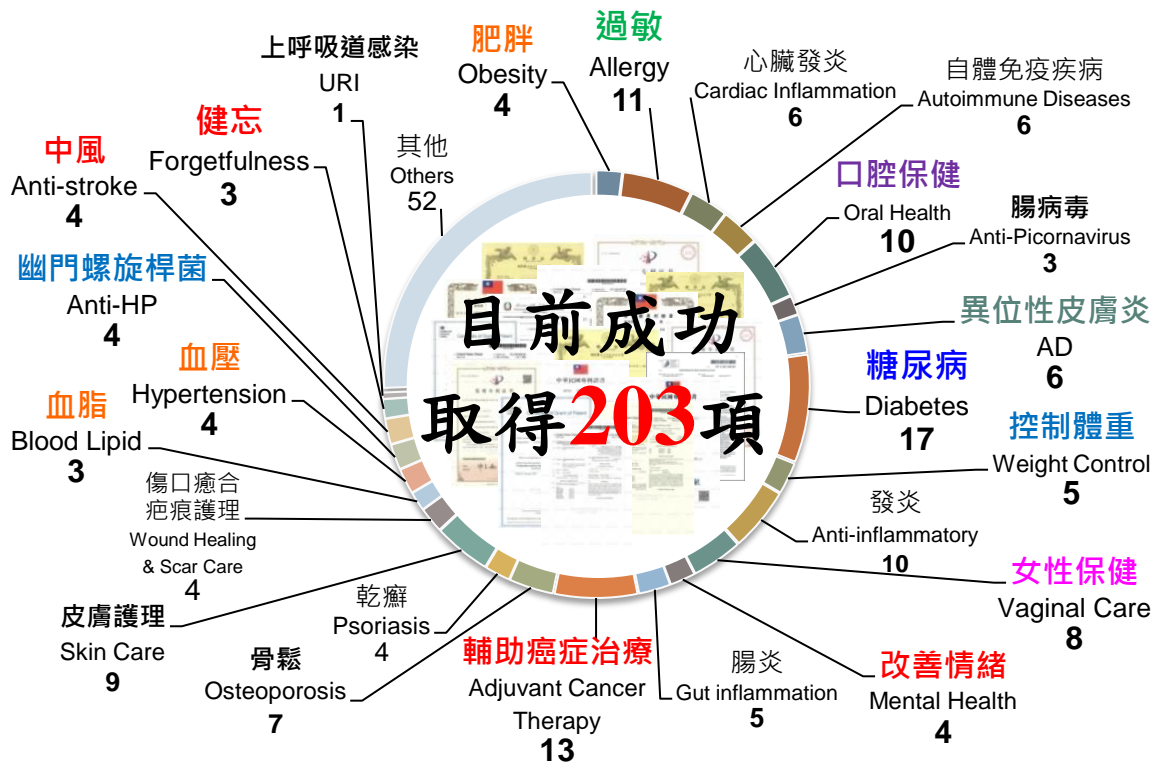 上呼吸道感染
URI
1
肥胖
Obesity
4
過敏
Allergy
11
心臟發炎
Cardiac Inflammation
6
自體免疫疾病
Autoimmune Diseases
6
口腔保健
Oral Health
10
腸病毒
Anti-Picornavirus
3
異位性皮膚炎
AD
6
糖尿病
Diabetes
17
控制體重
Weight Control
5
發炎
Anti-inflammatory
10
女性保健
Vaginal Care
8
改善情緒
Mental Health
4
腸炎
Gut inflammation
5
輔助癌症治療
Adjuvant Cancer
Therapy
13
骨鬆
Osteoporosis
7
乾癬
Psoriasis
4
皮膚護理
Skin Care
9
傷口癒合
疤痕護理
Wound Healing
& Scar Care
4
血脂
Blood Lipid
3
血壓
Hypertension
4
幽門螺旋桿菌
Anti-HP
4
中風
Anti-stroke
4
健忘
Forgetfulness
3
其他
Others
52
目前成功
取得203項